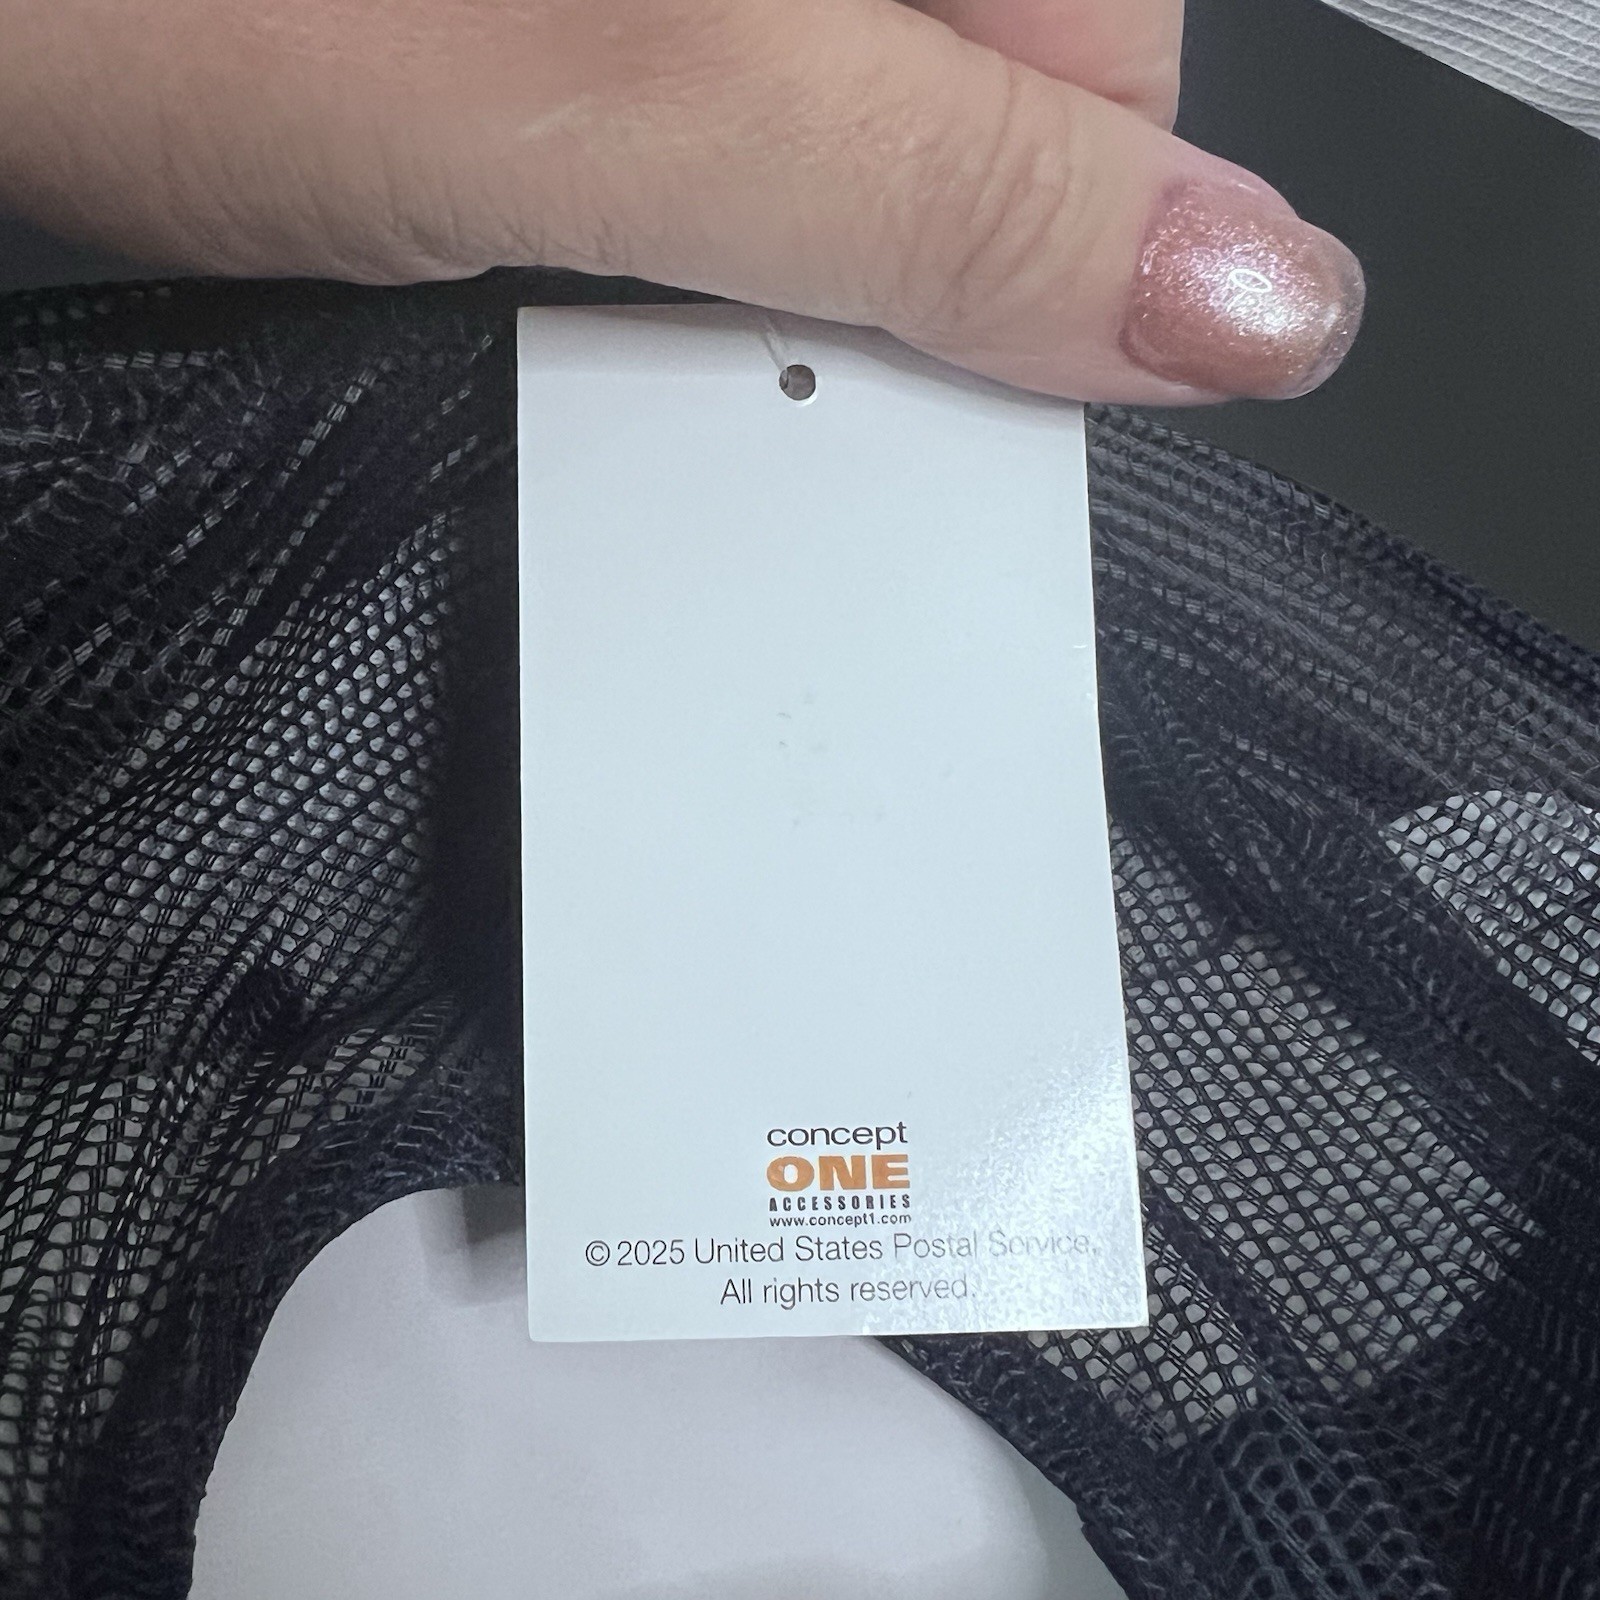 concept
ONE
ACCESSORIES
www.concept1.com
© 2025 United States Postal Service,
All rights reserved.